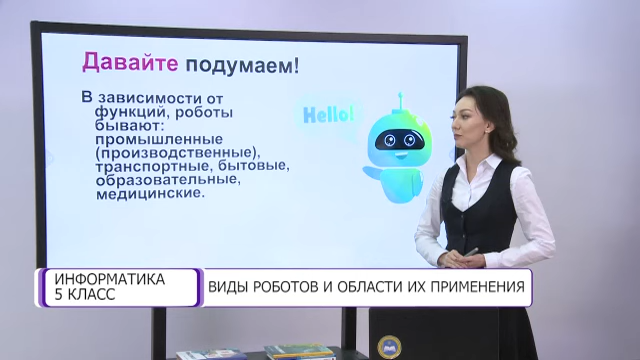 Давайте подумаем!
В зависимости от
функций, роботы
бывают:
промышленные
(производственные),
транспортные, бытовые,
образовательные,
медицинские.
Hello!
ИНФОРМАТИКА
5 КЛАСС
ВИДЫ РОБОТОВ И ОБЛАСТИ ИХ ПРИМЕНЕНИЯ